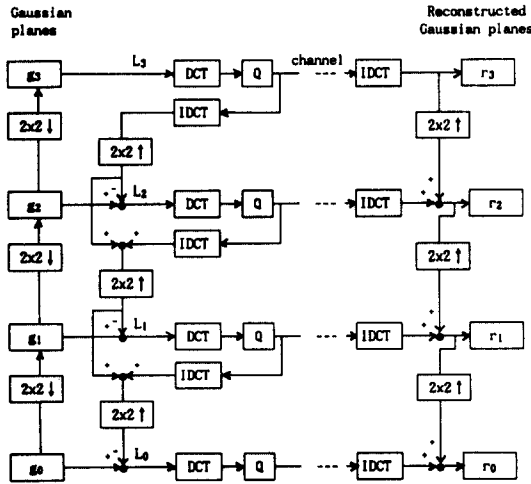 Gaussian planes
Reconstructed Gaussian planes
g3 L3 DCT Q channel IDCT r3
IDCT
2x2↓ 2x2↑ 2x2↑
+ -
g2 L2 DCT Q IDCT + + r2
+ + IDCT
2x2↓ 2x2↑ 2x2↑
+ -
g1 L1 DCT Q IDCT + + r1
+ + IDCT
2x2↓ 2x2↑ 2x2↑
+ -
g0 L0 DCT Q IDCT + + r0